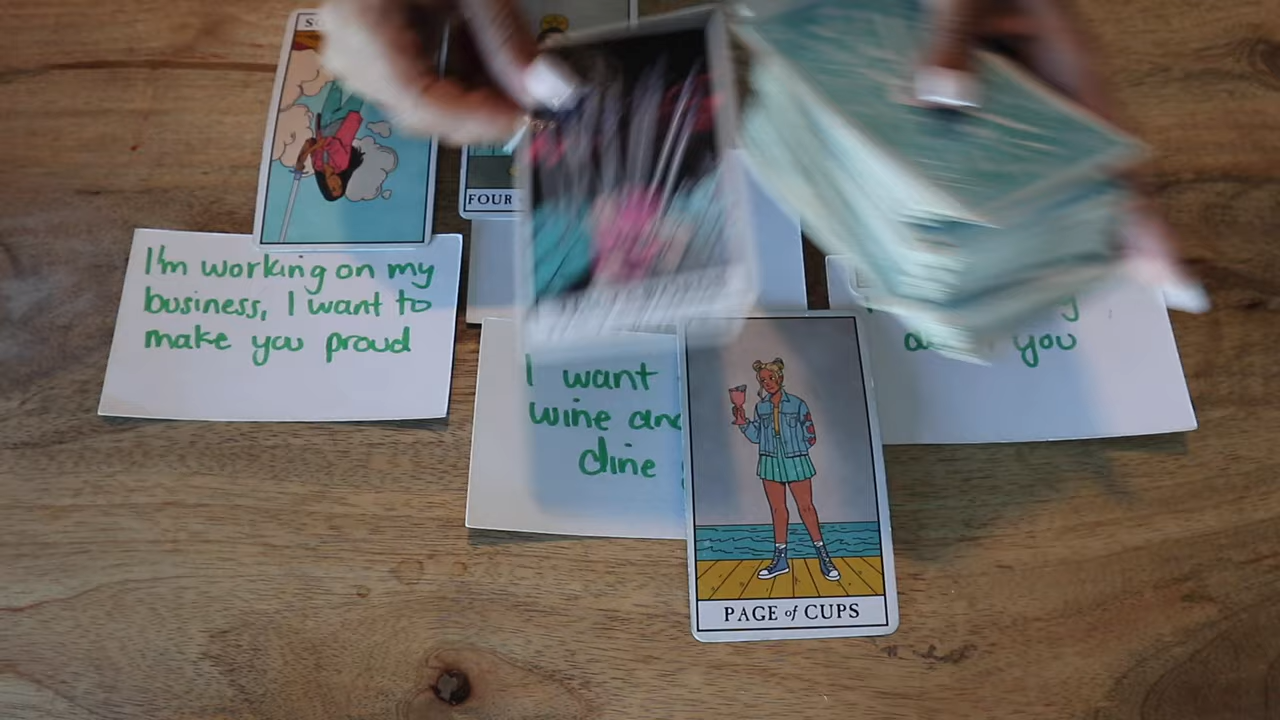 FOUR
I'm working on my
business, I want to
make you proud
I want
wine and
dine
you
PAGE of CUPS